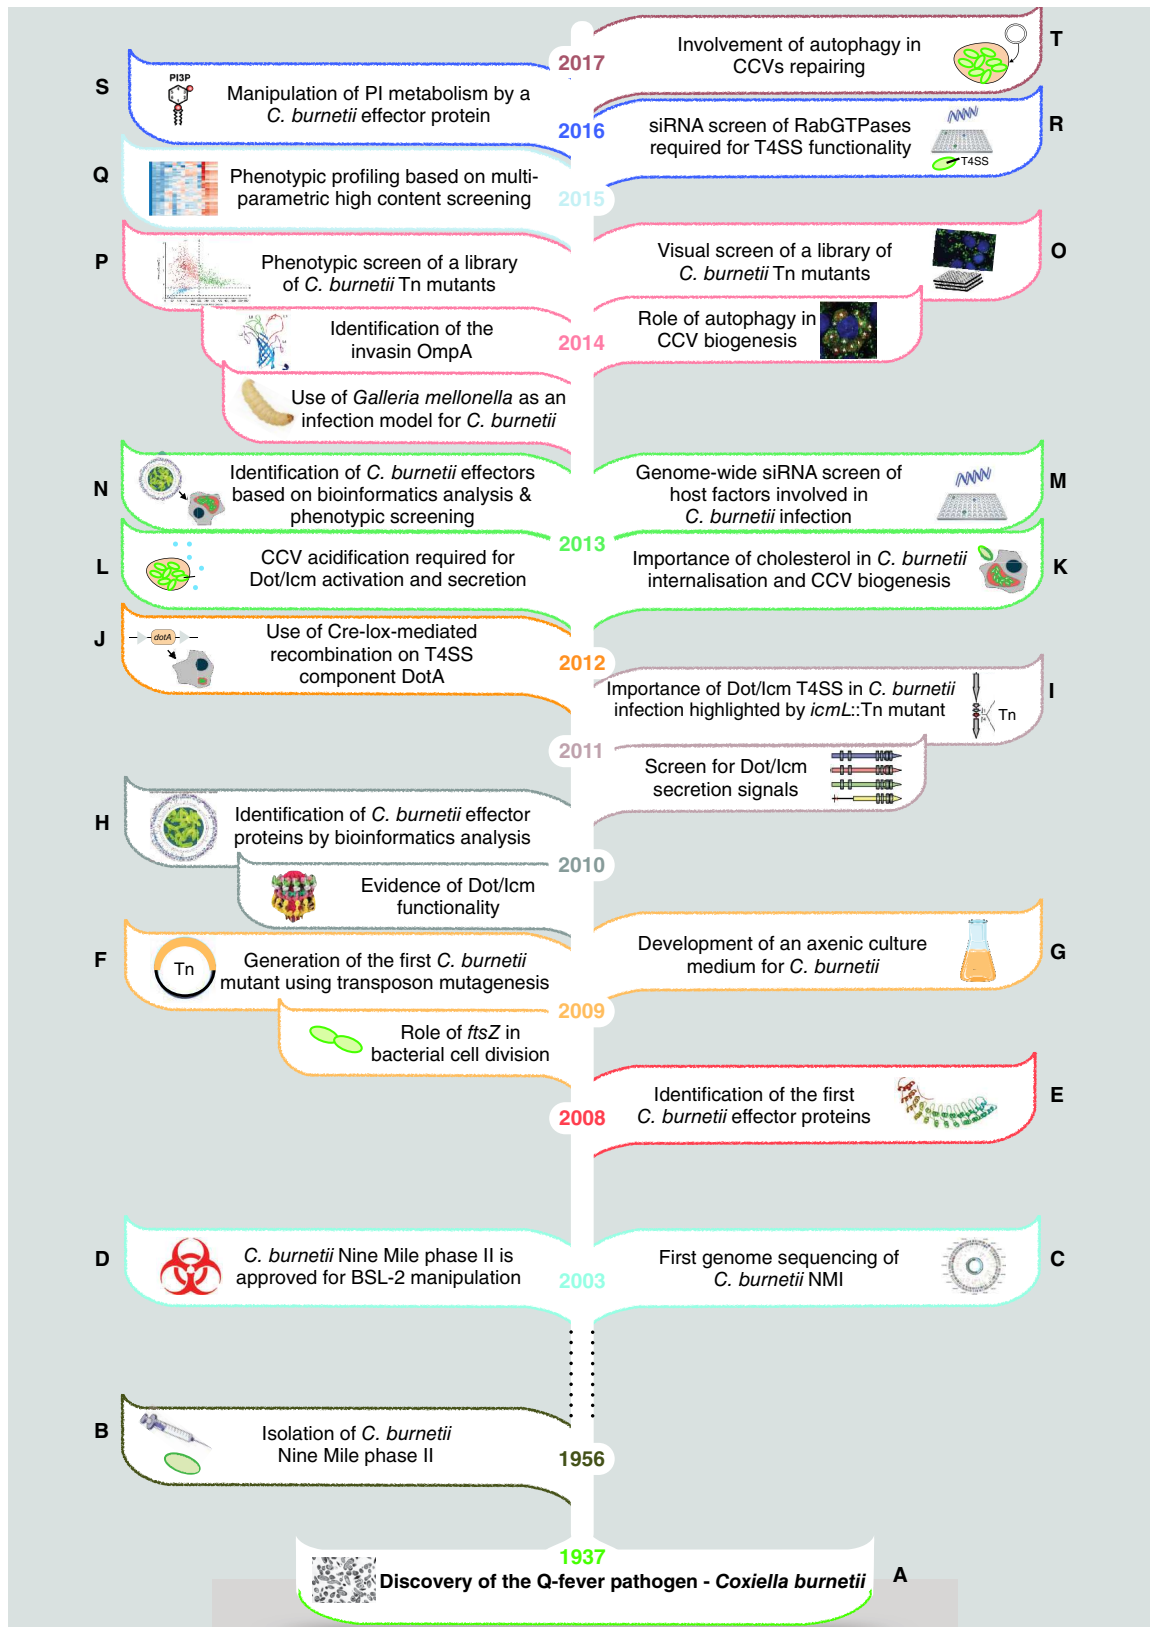 T
Involvement of autophagy in
CCVs repairing
2017
S
PI3P
Manipulation of PI metabolism by a
C. burnetii effector protein
2016
R
siRNA screen of RabGTPases
required for T4SS functionality
T4SS
Q
Phenotypic profiling based on multi-
parametric high content screening
2015
P
Phenotypic screen of a library
of C. burnetii Tn mutants
O
Visual screen of a library of
C. burnetii Tn mutants
Identification of the
invasin OmpA
2014
Role of autophagy in
CCV biogenesis
Use of Galleria mellonella as an
infection model for C. burnetii
N
Identification of C. burnetii effectors
based on bioinformatics analysis &
phenotypic screening
M
Genome-wide siRNA screen of
host factors involved in
C. burnetii infection
2013
L
CCV acidification required for
Dot/Icm activation and secretion
K
Importance of cholesterol in C. burnetii
internalisation and CCV biogenesis
J
dotA
Use of Cre-lox-mediated
recombination on T4SS
component DotA
2012
I
Importance of Dot/Icm T4SS in C. burnetii
infection highlighted by icmL::Tn mutant
Tn
2011
Screen for Dot/Icm
secretion signals
H
Identification of C. burnetii effector
proteins by bioinformatics analysis
2010
Evidence of Dot/Icm
functionality
F
Tn
Generation of the first C. burnetii
mutant using transposon mutagenesis
G
Development of an axenic culture
medium for C. burnetii
2009
Role of ftsZ in
bacterial cell division
E
Identification of the first
C. burnetii effector proteins
2008
D
C. burnetii Nine Mile phase II is
approved for BSL-2 manipulation
2003
C
First genome sequencing of
C. burnetii NMI
B
Isolation of C. burnetii
Nine Mile phase II
1956
1937
A
Discovery of the Q-fever pathogen - Coxiella burnetii